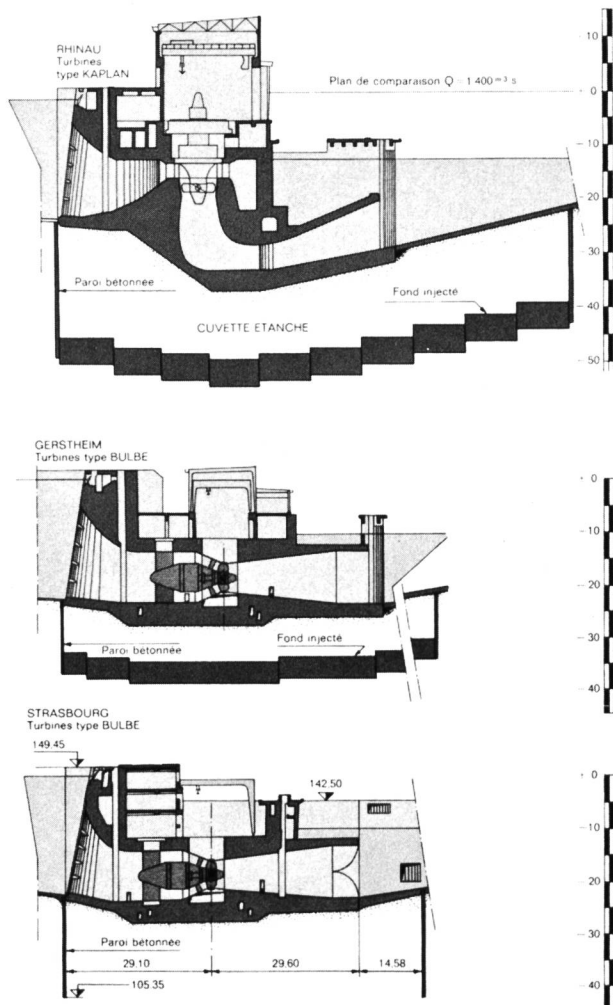 RHINAU
Turbines
type KAPLAN
Plan de comparaison Q = 1 400 m3 s
10
0
- 10
- 20
- 30
- 40
- 50
Paroi bétonnée
Fond injecté
CUVETTE ETANCHE
GERSTHEIM
Turbines type BULBE
0
- 10
- 20
- 30
- 40
Paroi bétonnée
Fond injecté
STRASBOURG
Turbines type BULBE
149.45
142.50
0
- 10
- 20
- 30
- 40
Paroi bétonnée
29.10
29.60
14.58
105.35